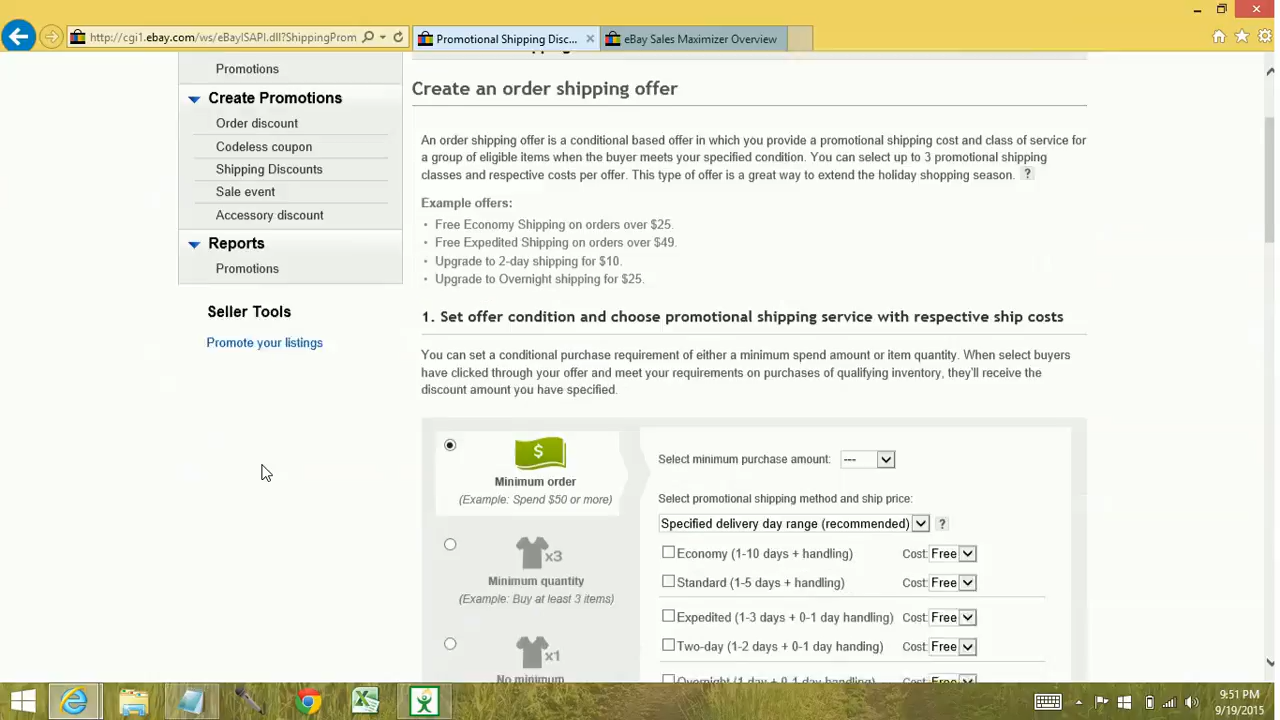 http://cgi1.ebay.com/ws/eBayISAPI.dll?ShippingProm
Promotional Shipping Disc...
eBay Sales Maximizer Overview
Promotions
Create Promotions
Order discount
Codeless coupon
Shipping Discounts
Sale event
Accessory discount
Reports
Promotions
Seller Tools
Promote your listings
Create an order shipping offer
An order shipping offer is a conditional based offer in which you provide a promotional shipping cost and class of service for
a group of eligible items when the buyer meets your specified condition. You can select up to 3 promotional shipping
classes and respective costs per offer. This type of offer is a great way to extend the holiday shopping season. ?
Example offers:
• Free Economy Shipping on orders over $25.
• Free Expedited Shipping on orders over $49.
• Upgrade to 2-day shipping for $10.
• Upgrade to Overnight shipping for $25.
1. Set offer condition and choose promotional shipping service with respective ship costs
You can set a conditional purchase requirement of either a minimum spend amount or item quantity. When select buyers
have clicked through your offer and meet your requirements on purchases of qualifying inventory, they'll receive the
discount amount you have specified.
$
Minimum order
(Example: Spend $50 or more)
x3
Minimum quantity
(Example: Buy at least 3 items)
x1
No minimum
Select minimum purchase amount: ---
Select promotional shipping method and ship price:
Specified delivery day range (recommended) ?
Economy (1-10 days + handling) Cost: Free
Standard (1-5 days + handling) Cost: Free
Expedited (1-3 days + 0-1 day handling) Cost: Free
Two-day (1-2 days + 0-1 day handing) Cost: Free
Overnight (1 day + 0-1 day handling) Cost: Free
9:51 PM
9/19/2015